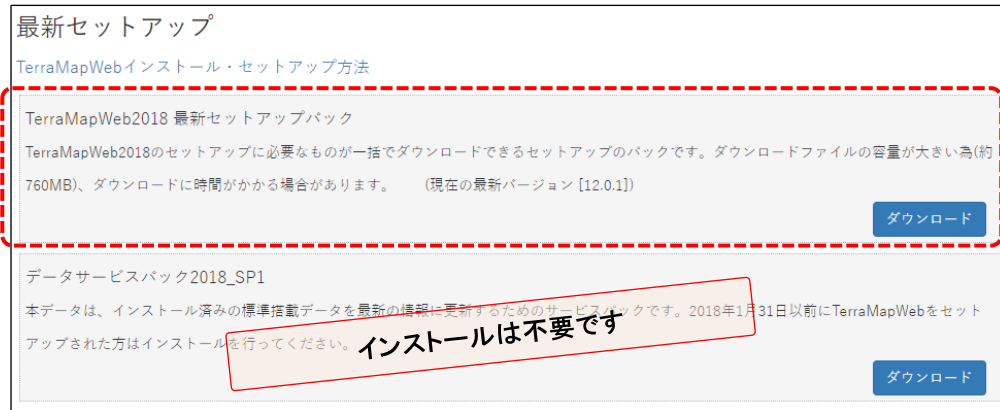 最新セットアップ
TerraMapWebインストール・セットアップ方法
TerraMapWeb2018 最新セットアップパック
TerraMapWeb2018のセットアップに必要なものが一括でダウンロードできるセットアップのパックです。ダウンロードファイルの容量が大きい為(約
760MB)、ダウンロードに時間がかかる場合があります。 (現在の最新バージョン [12.0.1])
ダウンロード
データサービスパック2018_SP1
本データは、インストール済みの標準搭載データを最新の情報に更新するためのサービスパックです。2018年1月31日以前にTerraMapWebをセット
アップされた方はインストールを行ってください。
インストールは不要です
ダウンロード